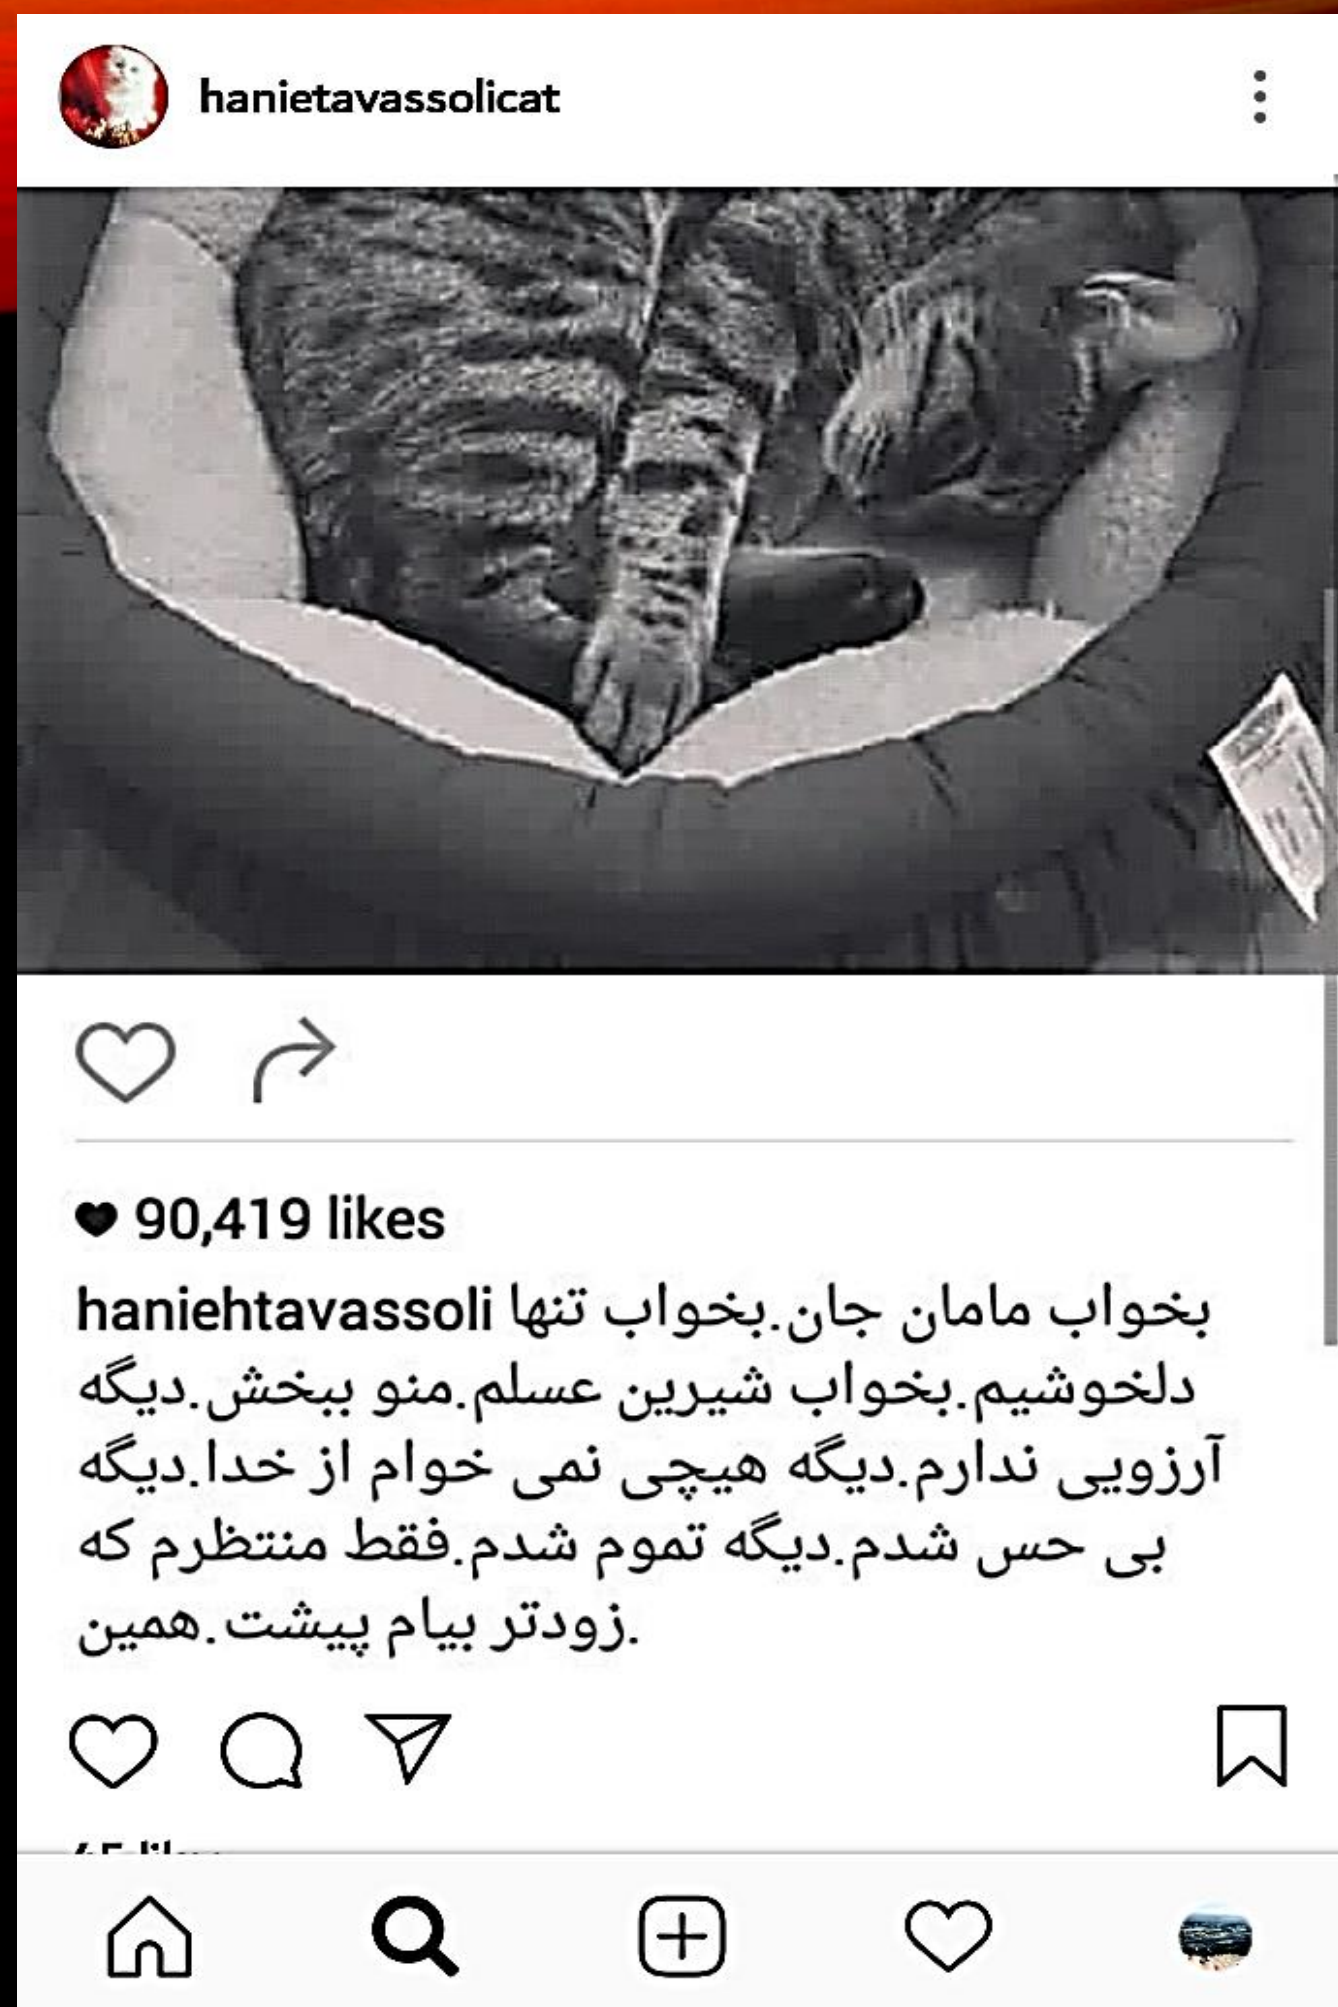 hanietavassolicat
90,419 likes
haniehtavassoli بخواب مامان جان.بخواب تنها
دلخوشیم.بخواب شیرین عسلم.منو ببخش.دیگه
آرزویی ندارم.دیگه هیچی نمی خوام از خدا.دیگه
بی حس شدم.دیگه تموم شدم.فقط منتظرم که
زودتر بیام پیشت.همین.